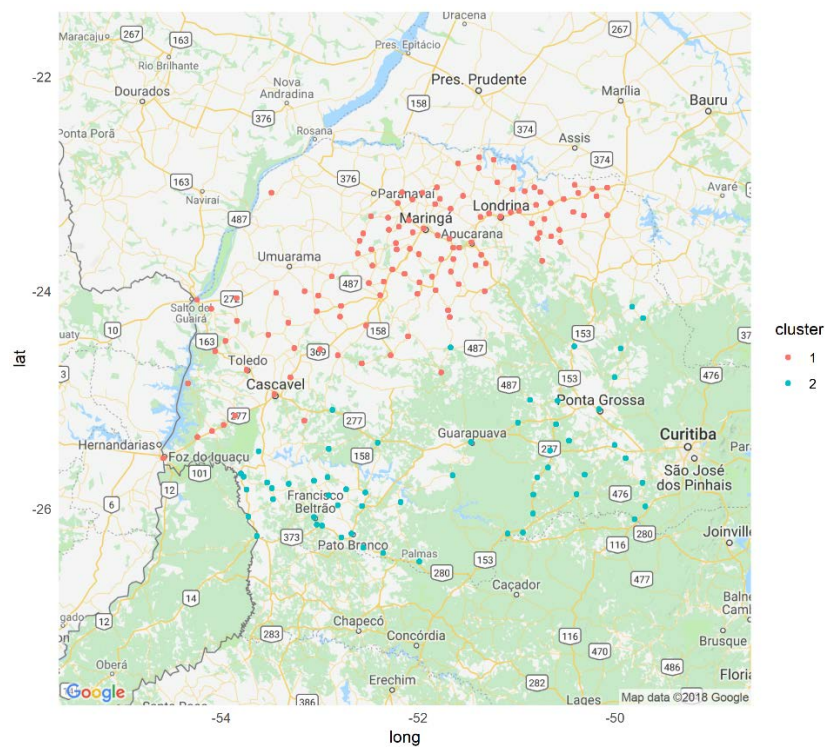 Dracena
Maracaju
267
163
267
Rio Brilhante
Pres. Epitácio
-22
Dourados
Nova
Andradina
Pres. Prudente
Marília
Bauru
376
158
374
Ponta Porã
Rosana
Assis
163
376
374
Naviraí
Paranavaí
Londrina
Avaré
487
Maringá
Apucarana
Umuarama
487
-24
272
Salto del
Guairá
10
163
158
153
369
487
Toledo
487
153
476
Cascavel
277
277
Ponta Grossa
Hernandarias
158
Guarapuava
277
Curitiba
Foz do Iguaçu
101
12
São José
dos Pinhais
6
476
-26
Francisco
Beltrão
373
Pato Branco
Palmas
280
116
Joinville
280
153
477
14
Caçador
12
283
Chapecó
116
Concórdia
470
Brusque
Oberá
486
Erechim
282
386
Lages
Google
Map data ©2018 Google
-54
-52
-50
long
lat
cluster
1
2